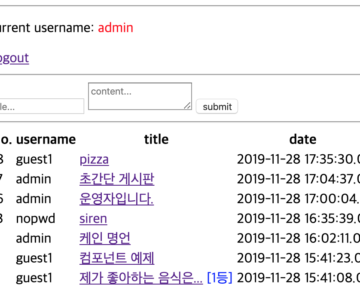 urrent username: admin
ogout
content...
le... submit
o. username title date
3 guest1 pizza 2019-11-28 17:35:30.
7 admin 초간단 게시판 2019-11-28 17:04:37.
admin 운영자입니다. 2019-11-28 17:00:04.
3 nopwd siren 2019-11-28 16:35:39.
admin 케인 명언 2019-11-28 16:02:11.
guest1 컴포넌트 예제 2019-11-28 15:41:23.
guest1 제가 좋아하는 음식은... [1등] 2019-11-28 15:41:08.